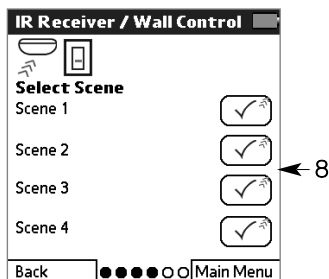 IR Receiver / Wall Control
Select Scene
Scene 1
Scene 2
Scene 3
Scene 4
8
Back Main Menu